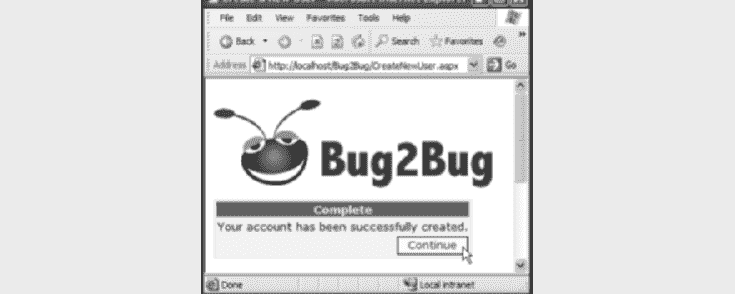 File Edit View Favorites Tools Help
Back Search Favorites
Address http://localhost/Bug2Bug/CreateNewUser.aspx Go
Bug2Bug
Complete
Your account has been successfully created.
Continue
Done Local intranet